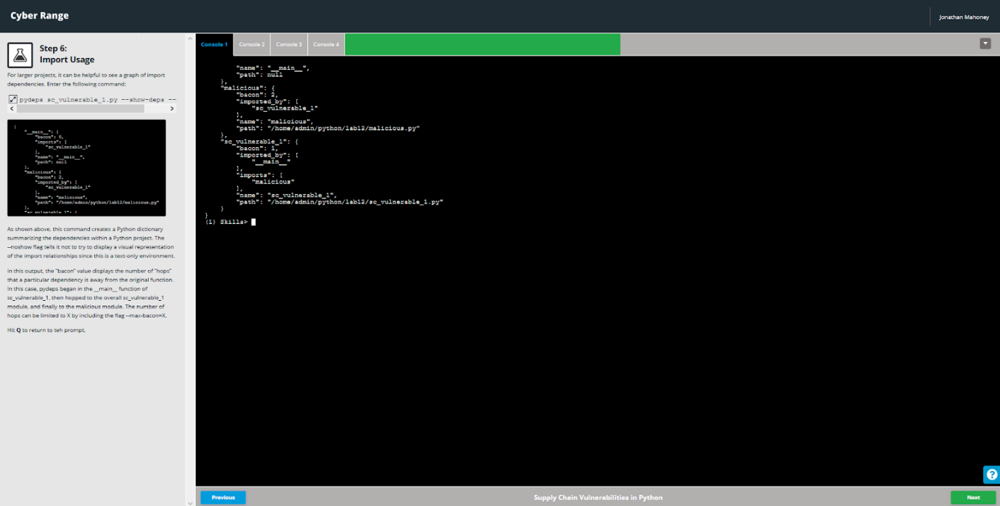 Cyber Range
Jonathan Mahoney
Step 6:
Import Usage
For larger projects, it can be helpful to see a graph of import
dependencies. Enter the following command:
pydeps sc_vulnerable_1.py --show-deps --
{
"__main__": {
"bacon": 0,
"imports": [
"sc_vulnerable_1"
],
"name": "__main__",
"path": null
},
"malicious": {
"bacon": 2,
"imported_by": [
"sc_vulnerable_1"
],
"name": "malicious",
"path": "/home/admin/python/lab12/malicious.py"
},
"sc_vulnerable_1": {
As shown above, this command creates a Python dictionary
summarizing the dependencies within a Python project. The
--noshow flag tells it not to try to display a visual representation
of the import relationships since this is a text-only environment.
In this output, the "bacon" value displays the number of "hops"
that a particular dependency is away from the original function.
In this case, pydeps began in the __main__ function of
sc_vulnerable_1, then hopped to the overall sc_vulnerable_1
module, and finally to the malicious module. The number of
hops can be limited to X by including the flag --max-bacon=X.
Hit Q to return to teh prompt.
Console 1
Console 2
Console 3
Console 4
"name": "__main__",
"path": null
},
"malicious": {
"bacon": 2,
"imported_by": [
"sc_vulnerable_1"
],
"name": "malicious",
"path": "/home/admin/python/lab12/malicious.py"
},
"sc_vulnerable_1": {
"bacon": 1,
"imported_by": [
"__main__"
],
"imports": [
"malicious"
],
"name": "sc_vulnerable_1",
"path": "/home/admin/python/lab12/sc_vulnerable_1.py"
}
}
(1) Skills>
Previous
Supply Chain Vulnerabilities in Python
Next
?